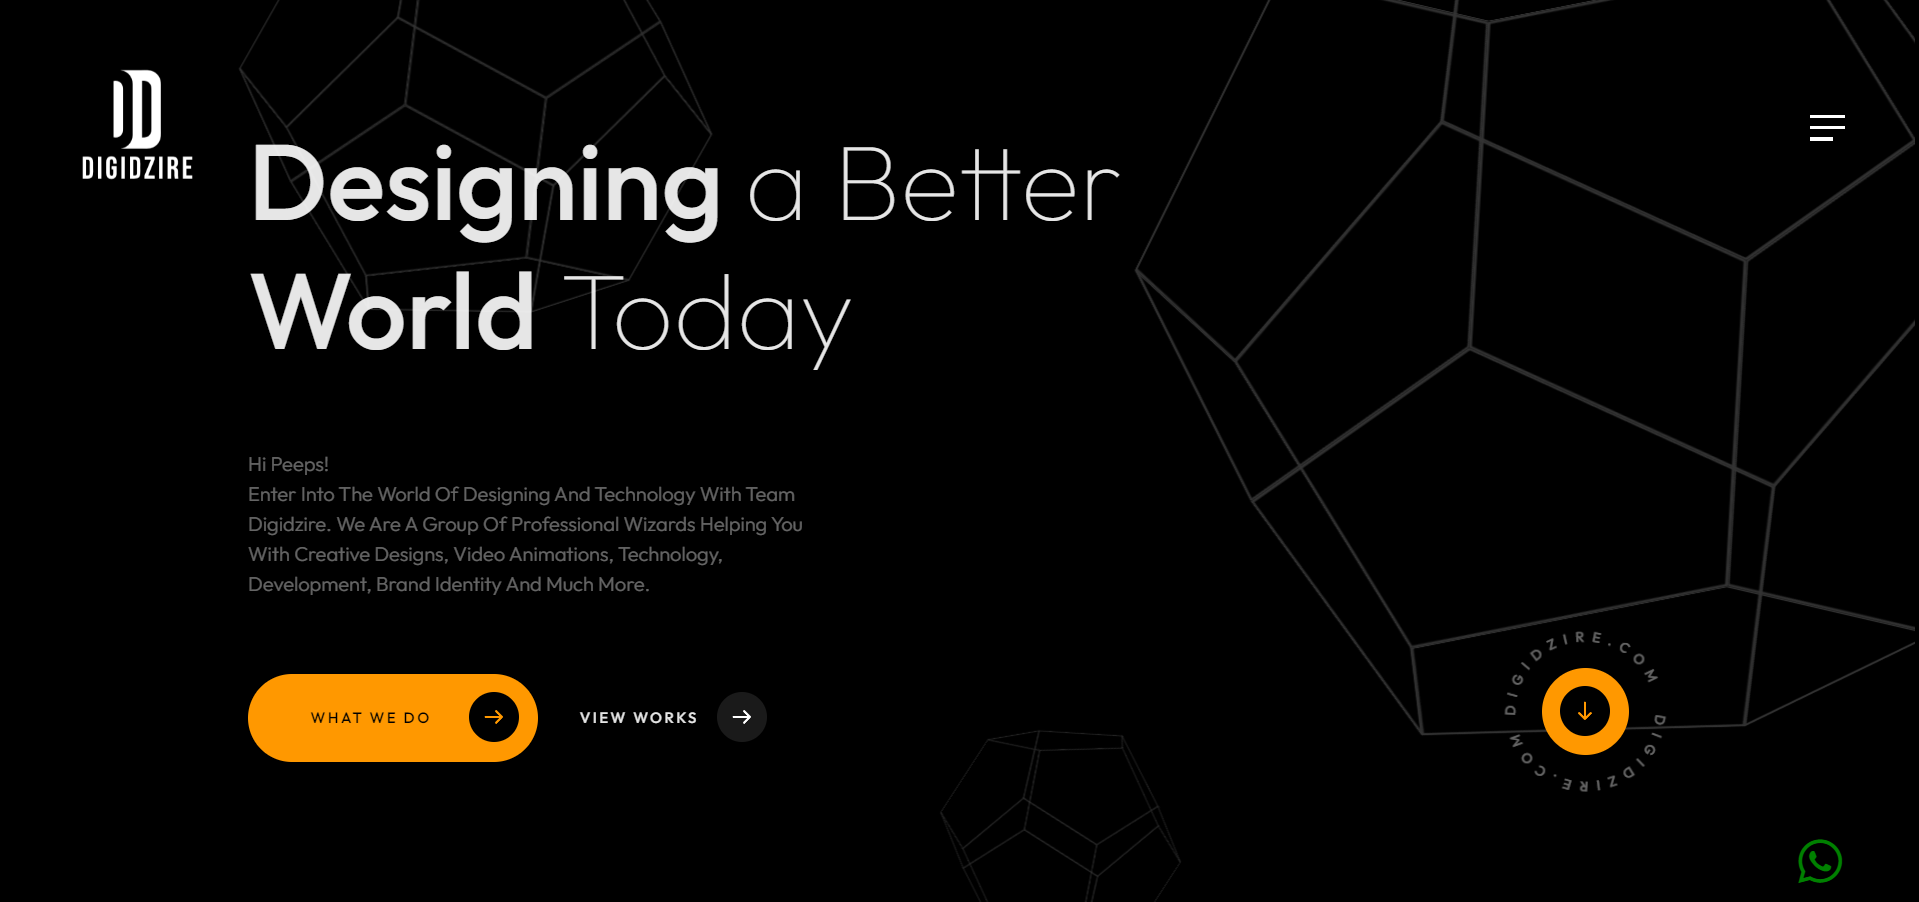 DIGIDZIRE
Designing a Better
World Today
Hi Peeps!
Enter Into The World Of Designing And Technology With Team
Digidzire. We Are A Group Of Professional Wizards Helping You
With Creative Designs, Video Animations, Technology,
Development, Brand Identity And Much More.
WHAT WE DO
VIEW WORKS
DIGIDZIRE.COM DIGIDZIRE.COM